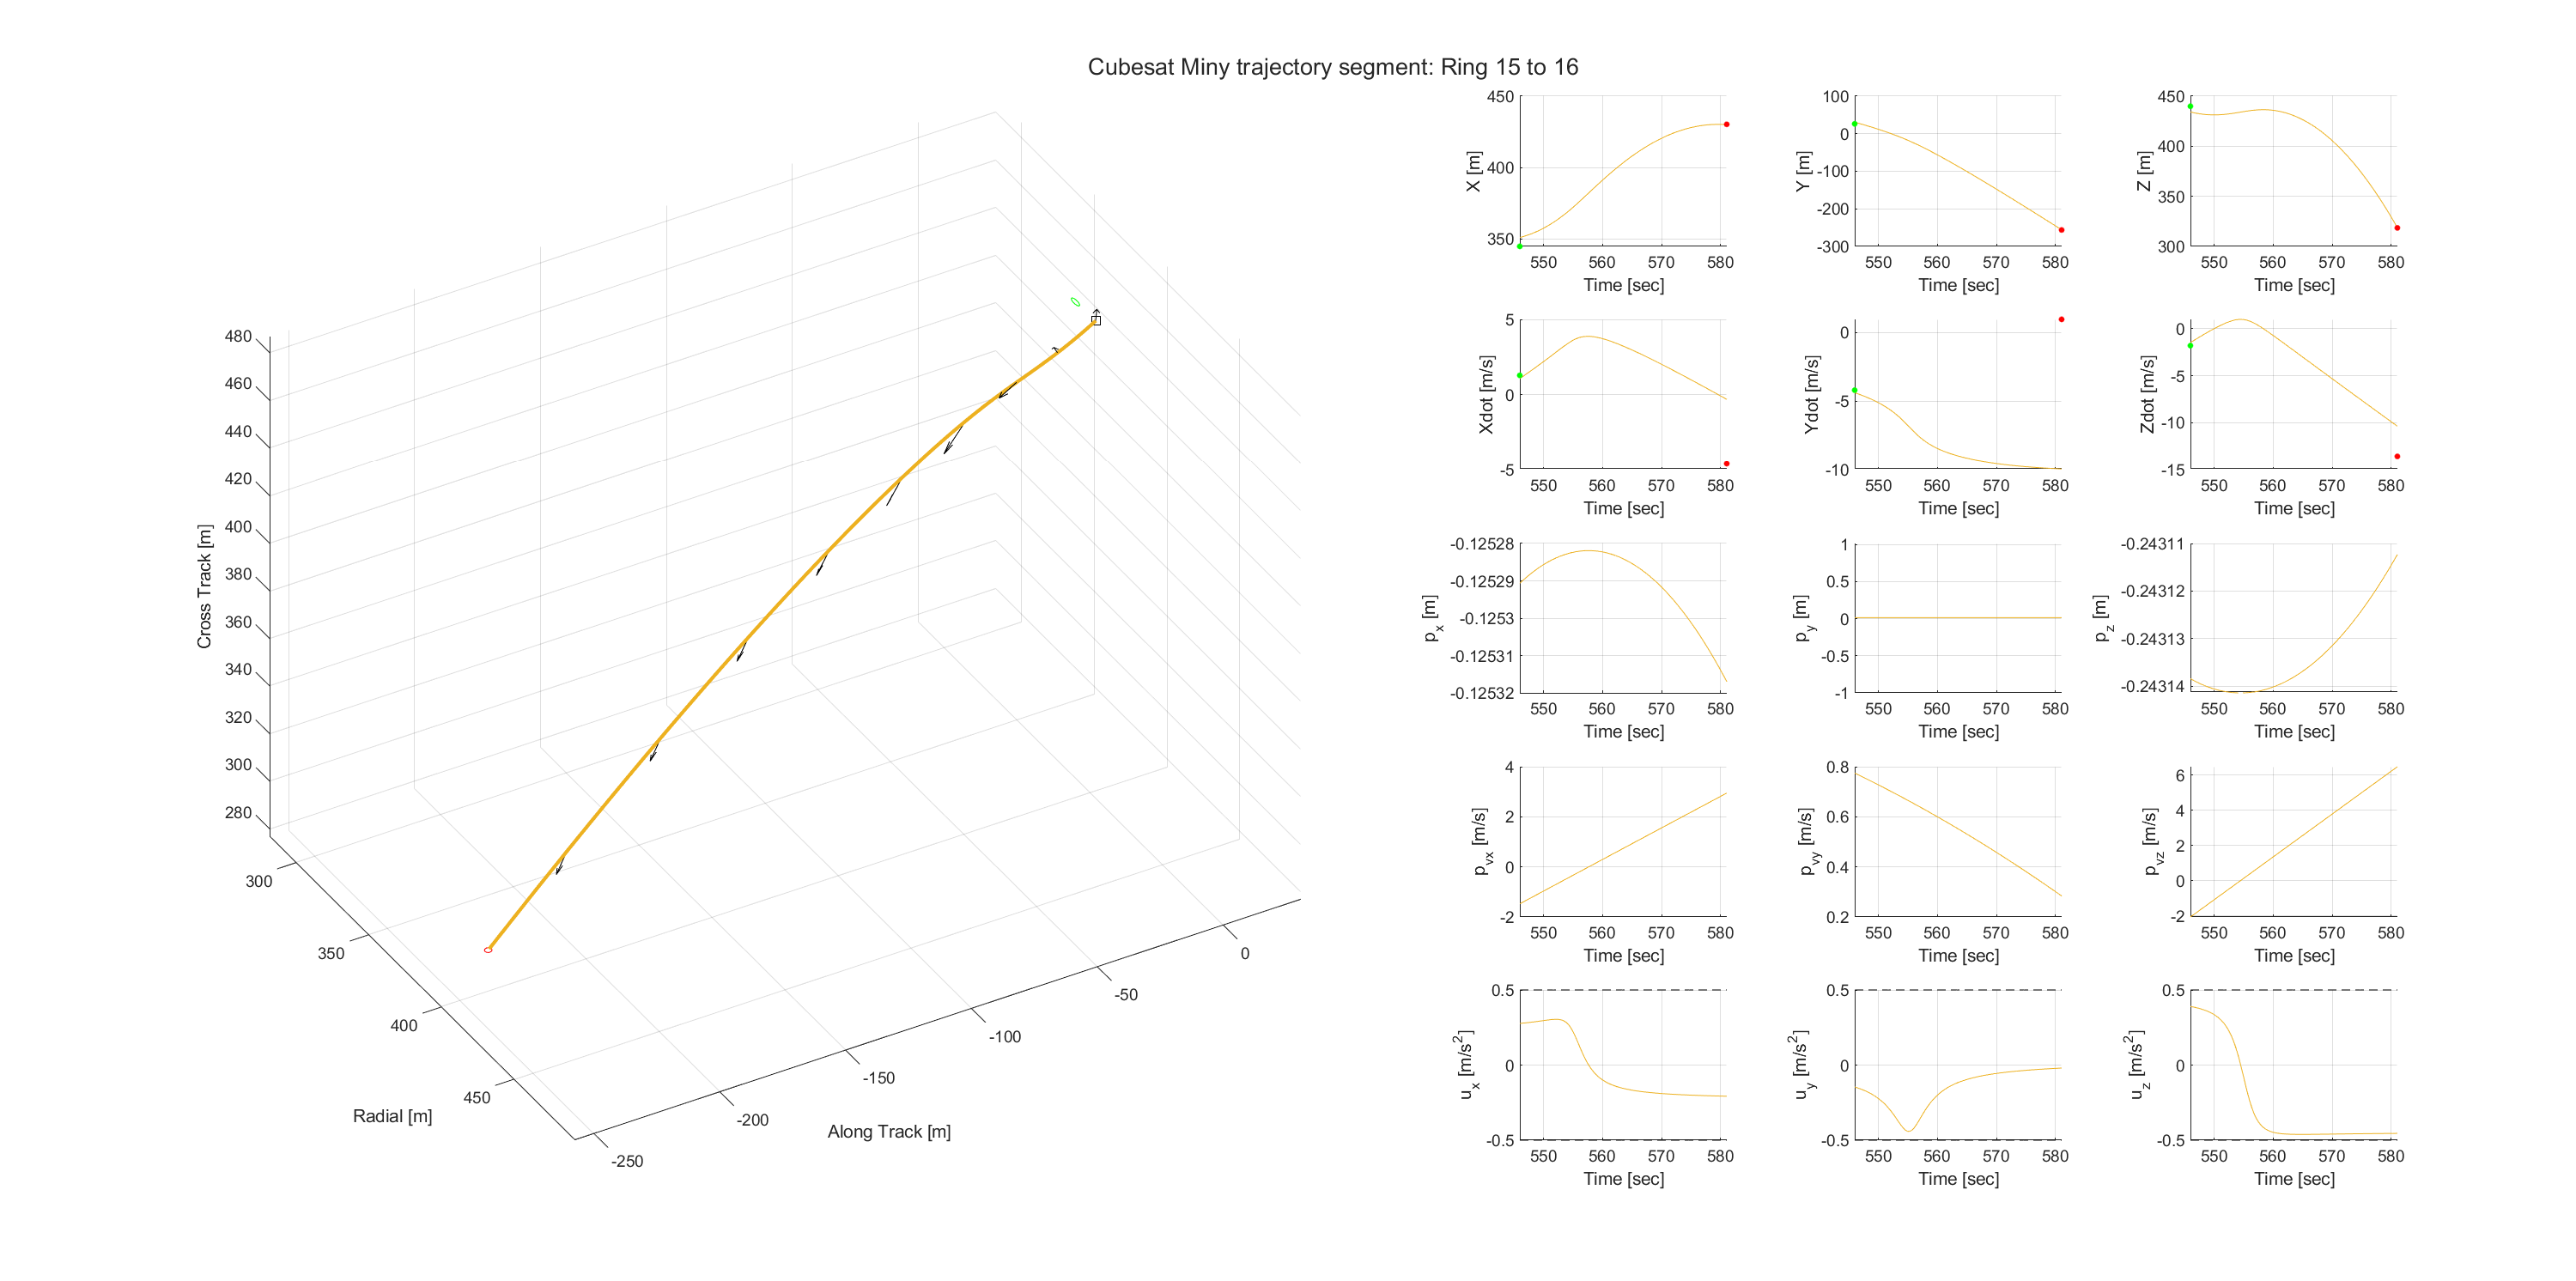 Cubesat Miny trajectory segment: Ring 15 to 16
480
460
440
420
400
380
360
340
320
300
280
Cross Track [m]
300
350
400
450
Radial [m]
-250
-200
-150
-100
-50
0
Along Track [m]
450
400
350
X [m]
550 560 570 580
Time [sec]
100
0
-100
-200
-300
Y [m]
550 560 570 580
Time [sec]
450
400
350
300
Z [m]
550 560 570 580
Time [sec]
5
0
-5
Xdot [m/s]
550 560 570 580
Time [sec]
0
-5
-10
Ydot [m/s]
550 560 570 580
Time [sec]
0
-5
-10
-15
Zdot [m/s]
550 560 570 580
Time [sec]
-0.12528
-0.12529
-0.1253
-0.12531
-0.12532
p_x [m]
550 560 570 580
Time [sec]
1
0.5
0
-0.5
-1
p_y [m]
550 560 570 580
Time [sec]
-0.24311
-0.24312
-0.24313
-0.24314
p_z [m]
550 560 570 580
Time [sec]
4
2
0
-2
p_vx [m/s]
550 560 570 580
Time [sec]
0.8
0.6
0.4
0.2
p_vy [m/s]
550 560 570 580
Time [sec]
6
4
2
0
-2
p_vz [m/s]
550 560 570 580
Time [sec]
0.5
0
-0.5
u_x [m/s²]
550 560 570 580
Time [sec]
0.5
0
-0.5
u_y [m/s²]
550 560 570 580
Time [sec]
0.5
0
-0.5
u_z [m/s²]
550 560 570 580
Time [sec]